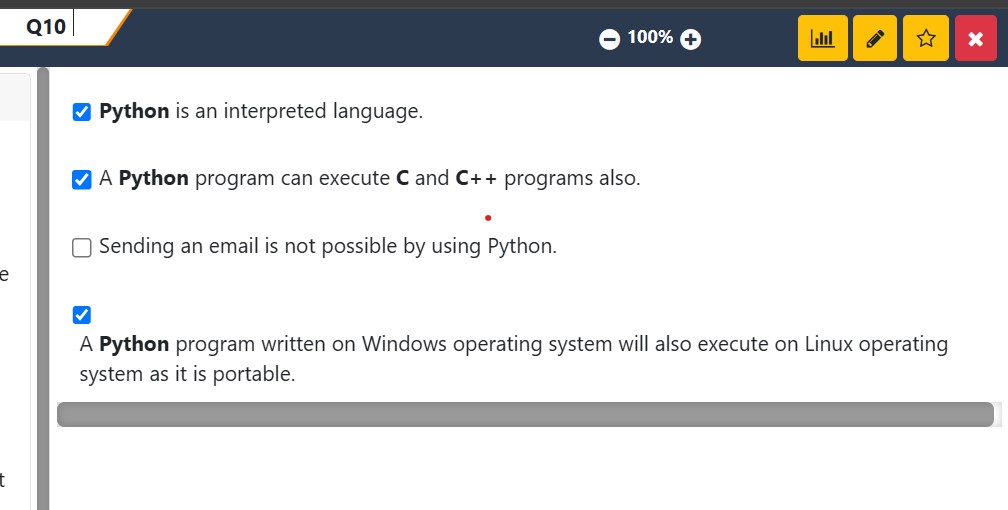 Q10
100%
Python is an interpreted language.
A Python program can execute C and C++ programs also.
Sending an email is not possible by using Python.
e
A Python program written on Windows operating system will also execute on Linux operating
system as it is portable.
t